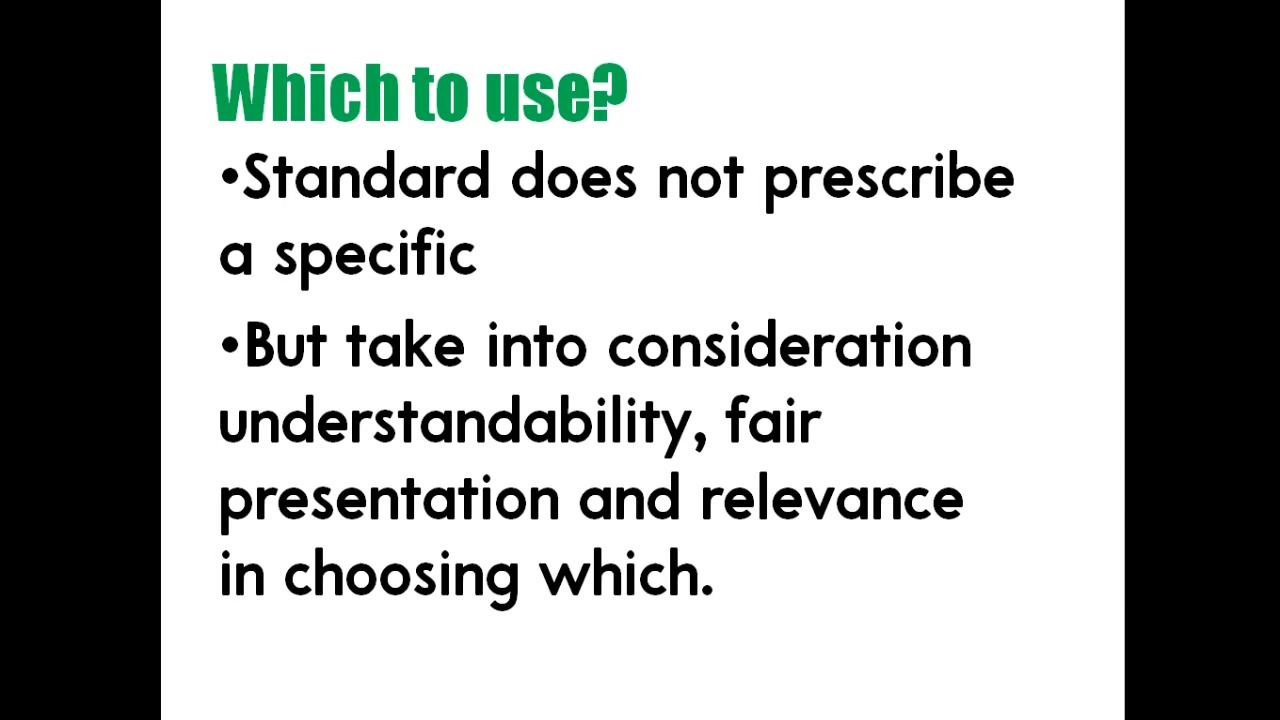 Which to use?
•Standard does not prescribe
a specific
•But take into consideration
understandability, fair
presentation and relevance
in choosing which.